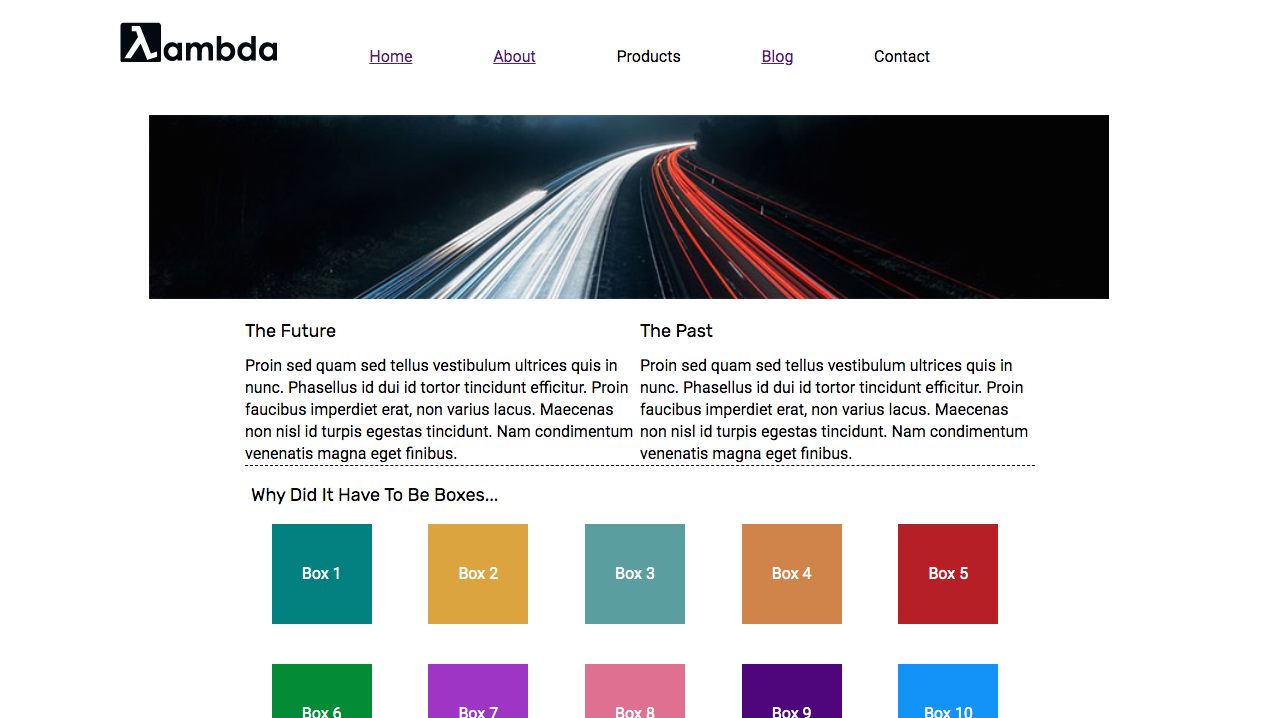 λambda
Home About Products Blog Contact
The Future
Proin sed quam sed tellus vestibulum ultrices quis in
nunc. Phasellus id dui id tortor tincidunt efficitur. Proin
faucibus imperdiet erat, non varius lacus. Maecenas
non nisl id turpis egestas tincidunt. Nam condimentum
venenatis magna eget finibus.
The Past
Proin sed quam sed tellus vestibulum ultrices quis in
nunc. Phasellus id dui id tortor tincidunt efficitur. Proin
faucibus imperdiet erat, non varius lacus. Maecenas
non nisl id turpis egestas tincidunt. Nam condimentum
venenatis magna eget finibus.
Why Did It Have To Be Boxes...
Box 1 Box 2 Box 3 Box 4 Box 5
Box 6 Box 7 Box 8 Box 9 Box 10